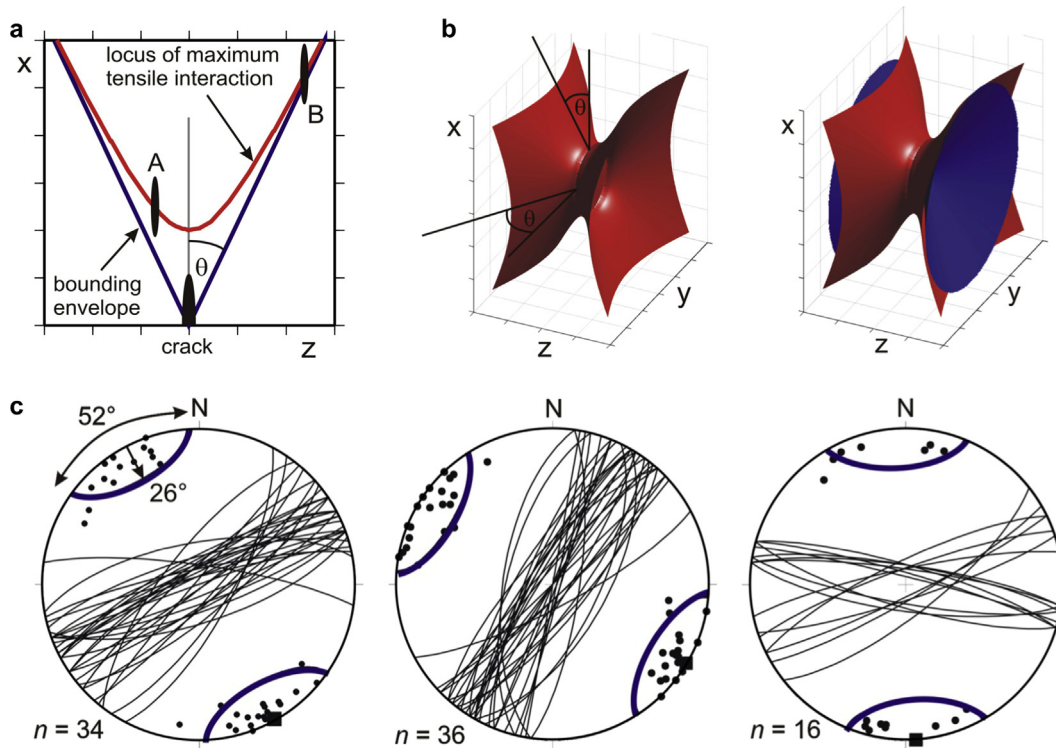 a
x
locus of maximum
tensile interaction
B
A
θ
bounding
envelope
crack
z
b
x
θ
θ
y
z
x
y
z
c
52°
N
26°
n = 34
N
n = 36
N
n = 16